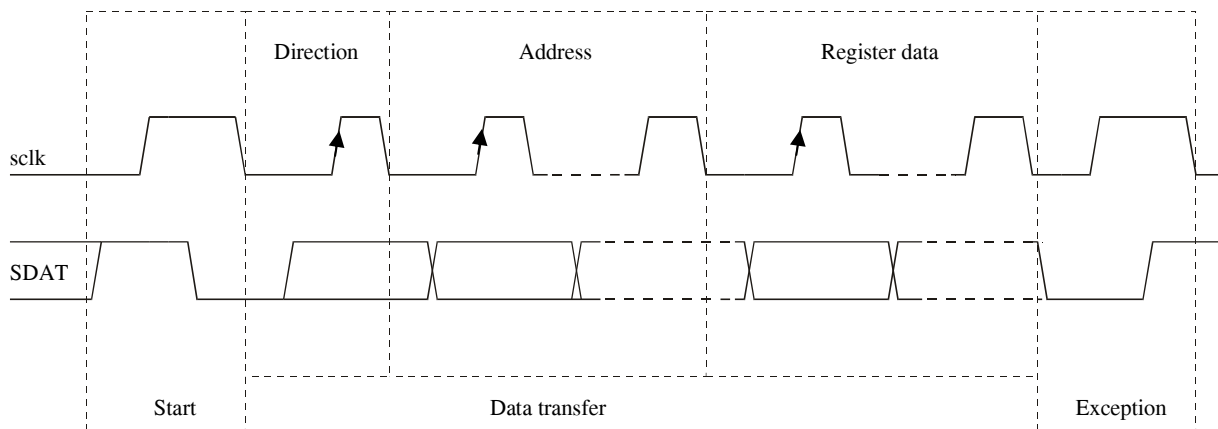 Direction
Address
Register data
sclk
SDAT
Start
Data transfer
Exception